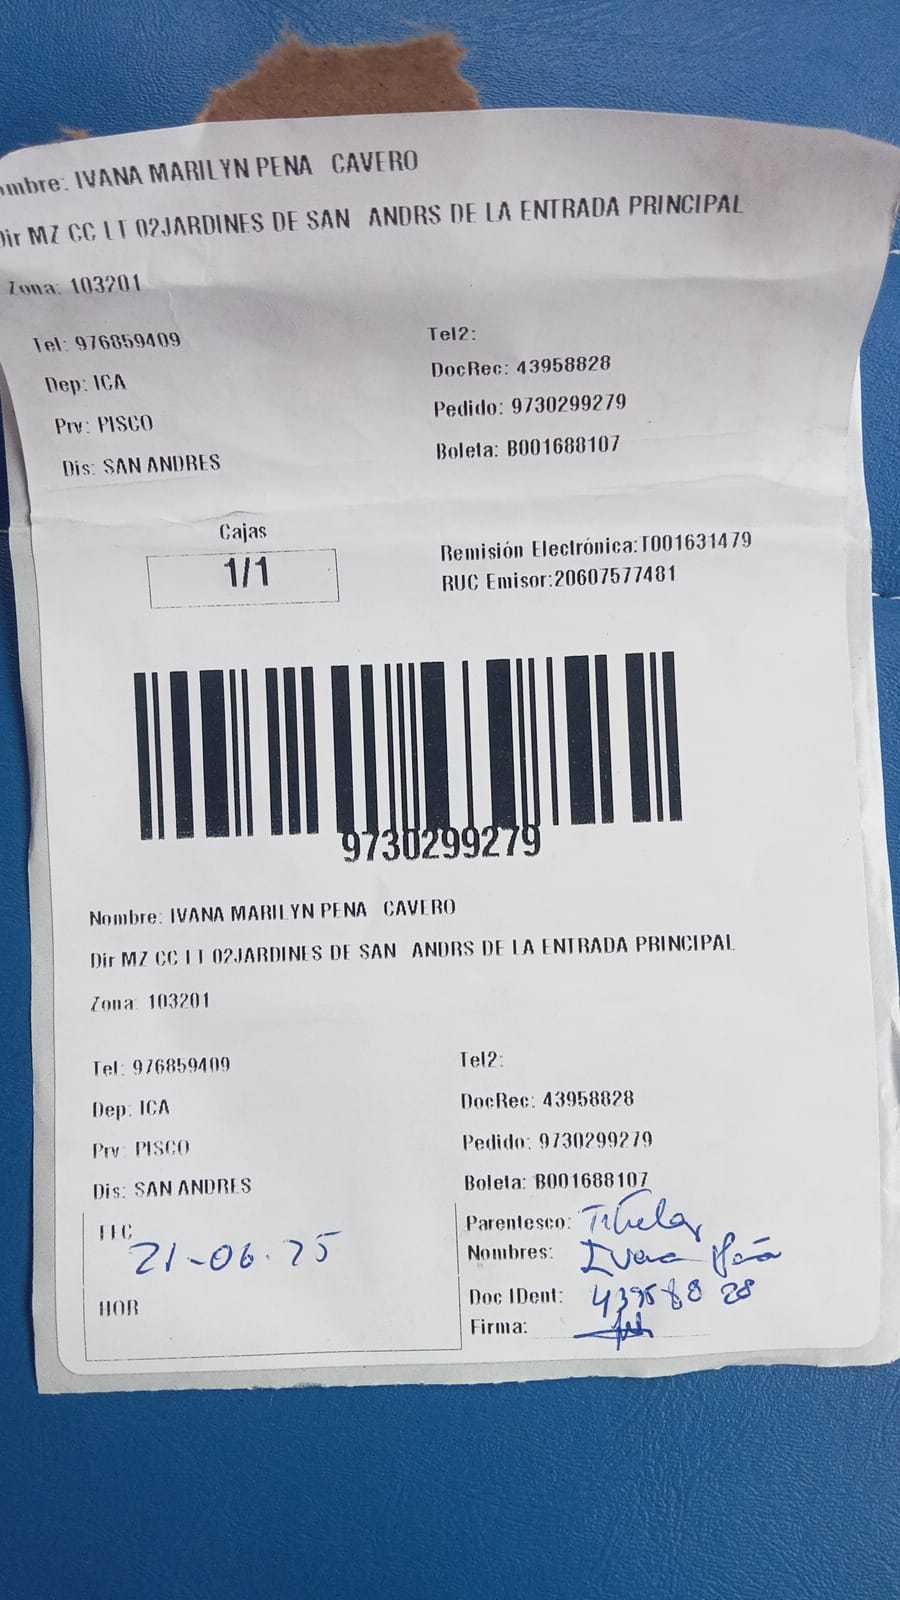 ombre: IVANA MARILYN PENA CAVERO
Dir MZ CC LT 02JARDINES DE SAN ANDRS DE LA ENTRADA PRINCIPAL
Zona: 103201
Tel: 976859409 Tel2:
Dep: ICA DocRec: 43958828
Prv: PISCO Pedido: 9730299279
Dis: SAN ANDRES Boleta: B001688107
Cajas
1/1
Remisión Electrónica:T001631479
RUC Emisor:20607577481
9730299279
Nombre: IVANA MARILYN PENA CAVERO
Dir MZ CC LT 02JARDINES DE SAN ANDRS DE LA ENTRADA PRINCIPAL
Zona: 103201
Tel: 976859409 Tel2:
Dep: ICA DocRec: 43958828
Prv: PISCO Pedido: 9730299279
Dis: SAN ANDRES Boleta: B001688107
21-06-25
HOR
Parentesco: Titular
Nombres: Ivana Peña
Doc IDent: 43958828
Firma: